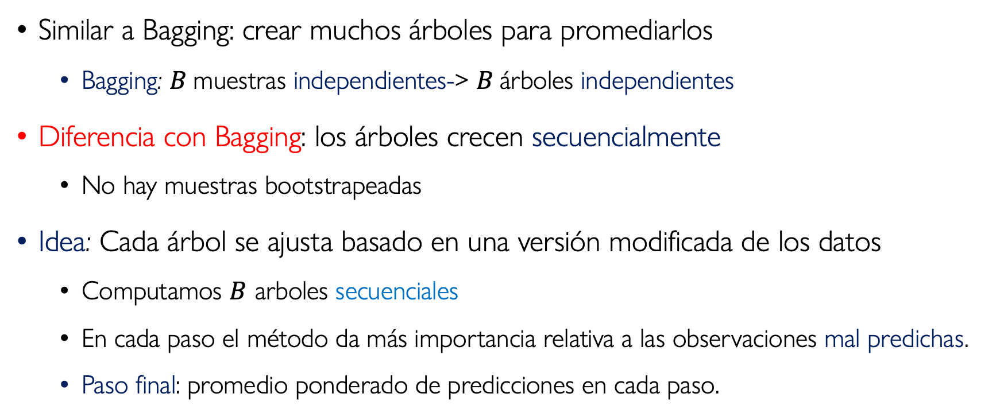 • Similar a Bagging: crear muchos árboles para promediarlos
• Bagging: B muestras independientes-> B árboles independientes
• Diferencia con Bagging: los árboles crecen secuencialmente
• No hay muestras bootstrapeadas
• Idea: Cada árbol se ajusta basado en una versión modificada de los datos
• Computamos B arboles secuenciales
• En cada paso el método da más importancia relativa a las observaciones mal predichas.
• Paso final: promedio ponderado de predicciones en cada paso.